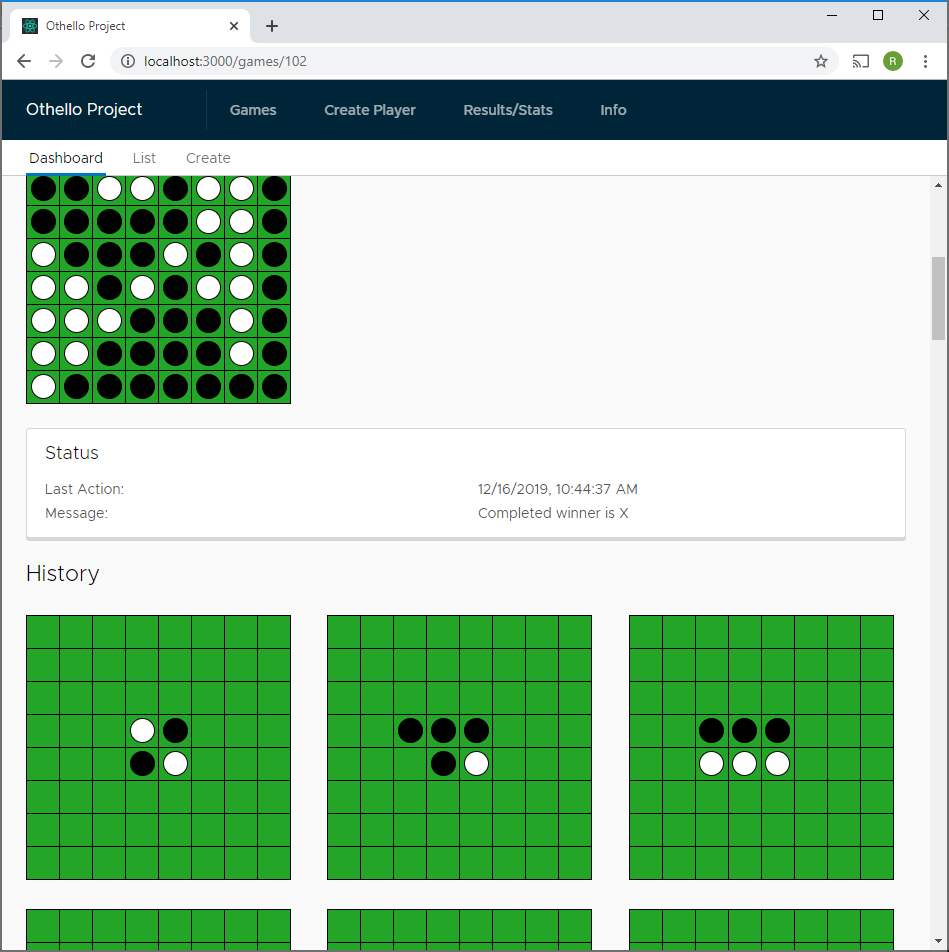 Othello Project
localhost:3000/games/102
R
Othello Project Games Create Player Results/Stats Info
Dashboard List Create
Status
Last Action: 12/16/2019, 10:44:37 AM
Message: Completed winner is X
History